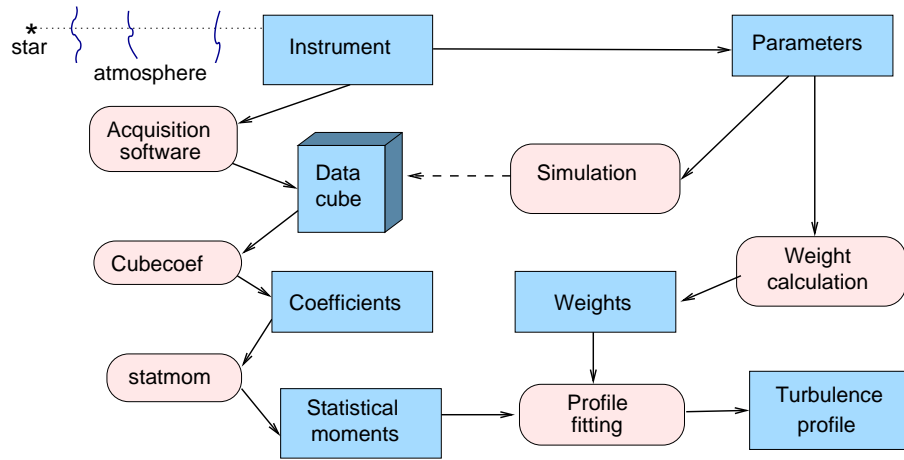 *
star
atmosphere
Instrument
Parameters
Acquisition
software
Data
cube
Simulation
Cubecoef
Weight
calculation
Coefficients
Weights
statmom
Statistical
moments
Profile
fitting
Turbulence
profile